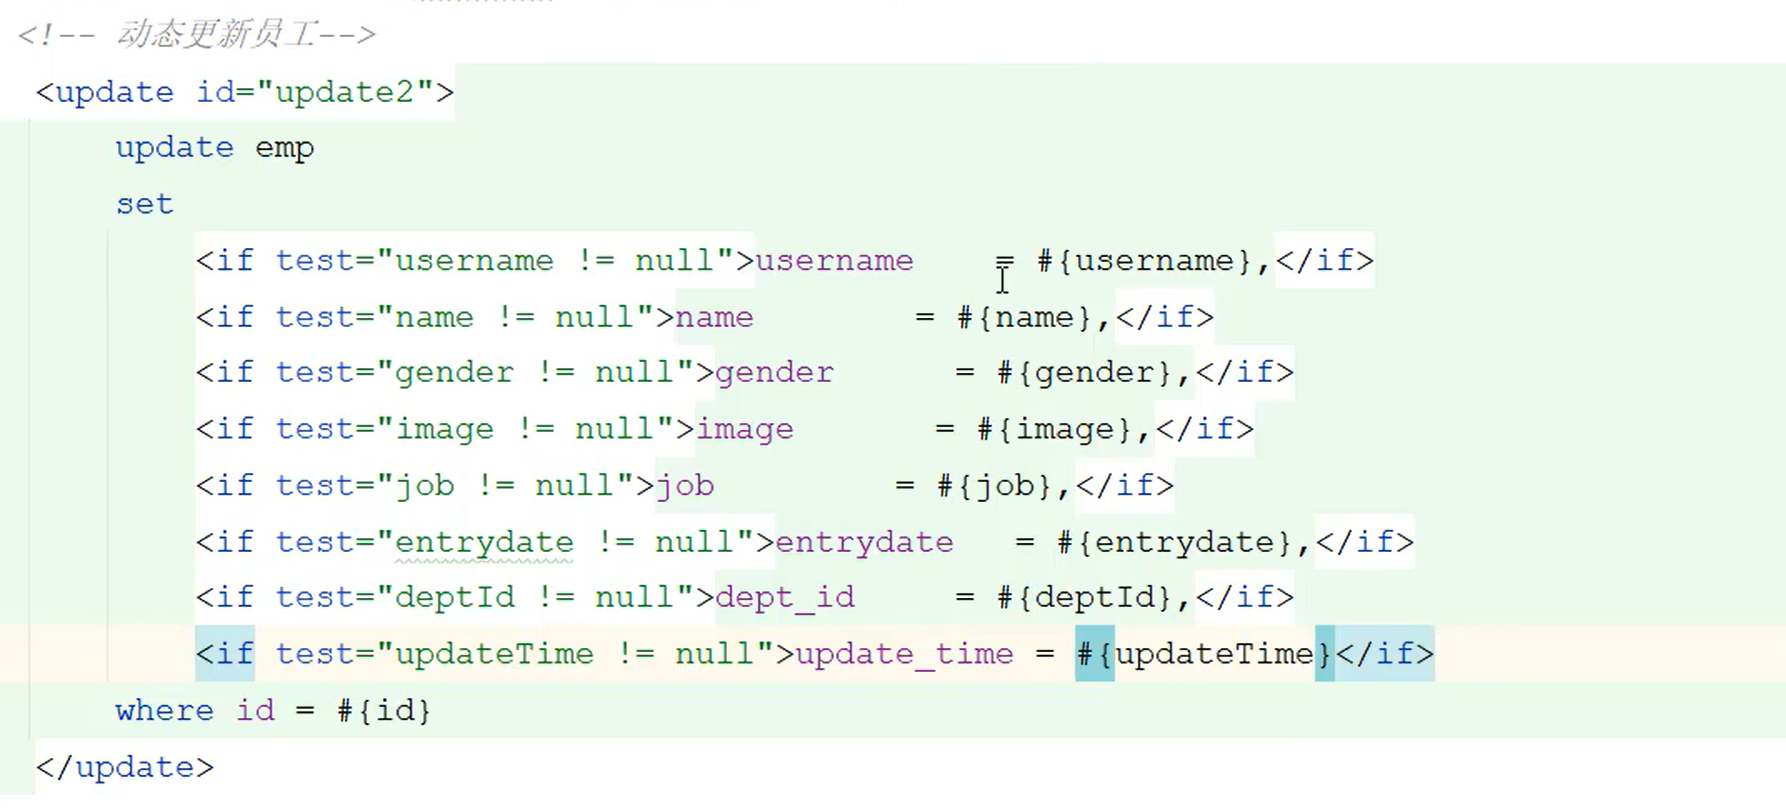 <!-- 动态更新员工-->
<update id="update2">
update emp
set
<if test="username != null">username = #{username},</if>
<if test="name != null">name = #{name},</if>
<if test="gender != null">gender = #{gender},</if>
<if test="image != null">image = #{image},</if>
<if test="job != null">job = #{job},</if>
<if test="entrydate != null">entrydate = #{entrydate},</if>
<if test="deptId != null">dept_id = #{deptId},</if>
<if test="updateTime != null">update_time = #{updateTime}</if>
where id = #{id}
</update>